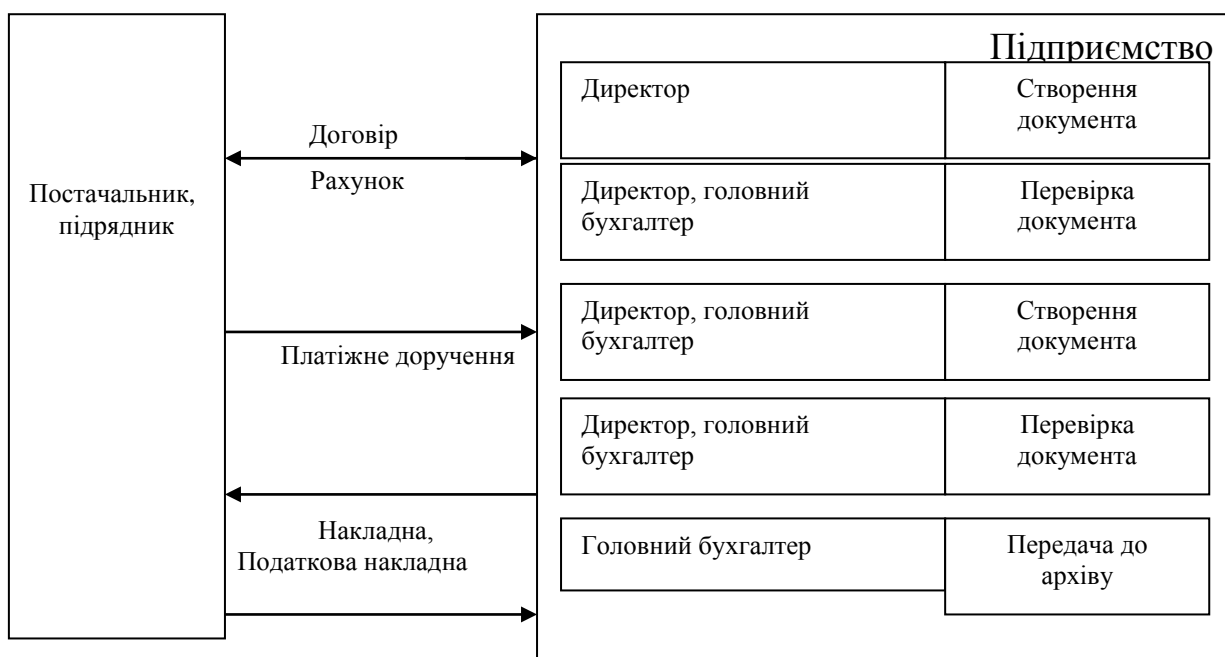 Підприємство
Постачальник,
підрядник
Договір
Рахунок
Платіжне доручення
Накладна,
Податкова накладна
Директор
Створення
документа
Директор, головний
бухгалтер
Перевірка
документа
Директор, головний
бухгалтер
Створення
документа
Директор, головний
бухгалтер
Перевірка
документа
Головний бухгалтер
Передача до
архіву